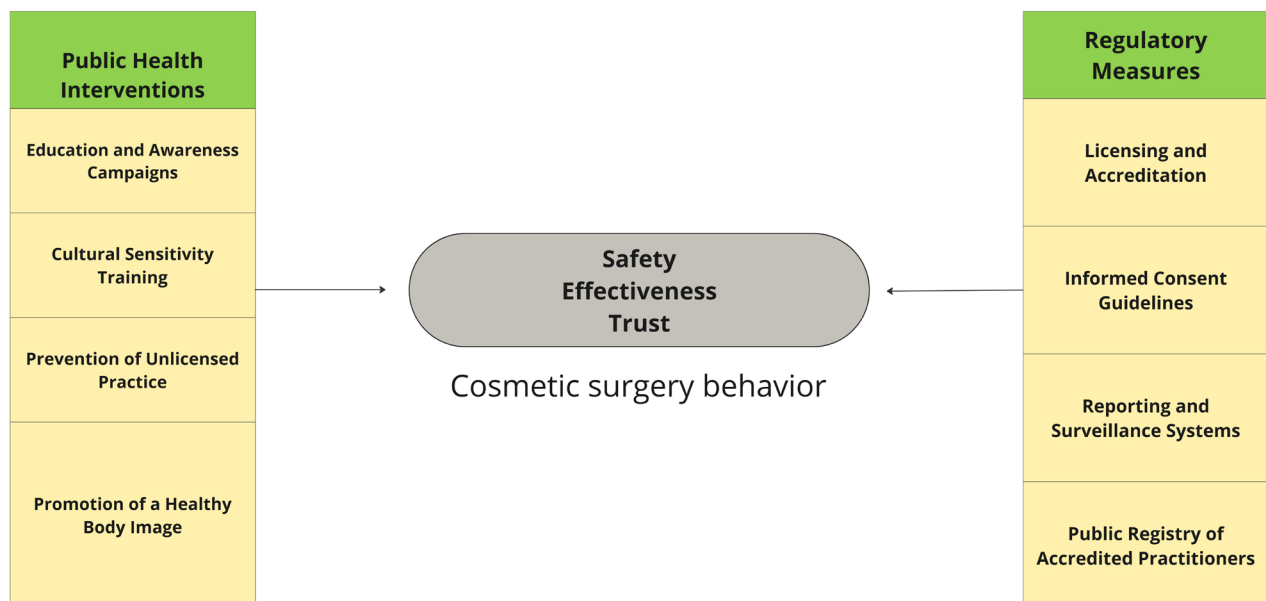 Public Health
Interventions
Education and Awareness
Campaigns
Cultural Sensitivity
Training
Prevention of Unlicensed
Practice
Promotion of a Healthy
Body Image
Safety
Effectiveness
Trust
Cosmetic surgery behavior
Regulatory
Measures
Licensing and
Accreditation
Informed Consent
Guidelines
Reporting and
Surveillance Systems
Public Registry of
Accredited Practitioners